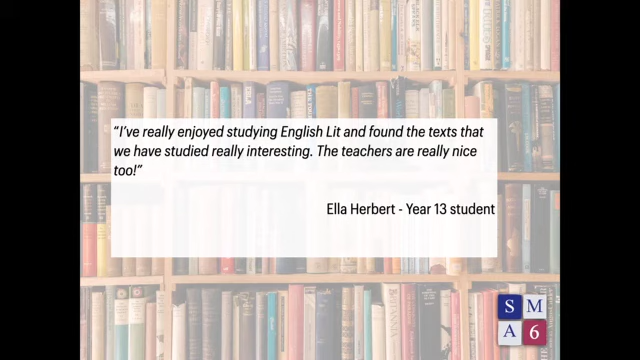 “I’ve really enjoyed studying English Lit and found the texts that
we have studied really interesting. The teachers are really nice
too!”
Ella Herbert - Year 13 student
S M
A 6